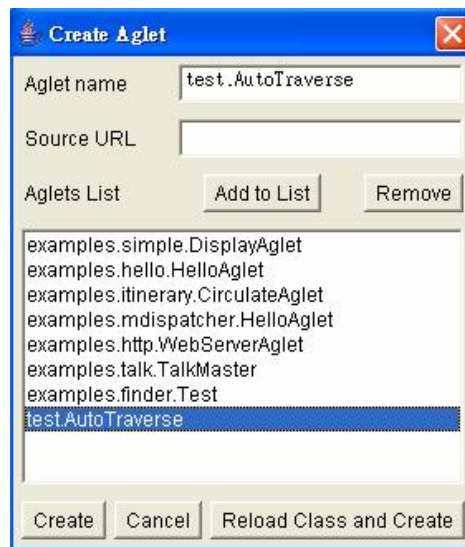 Create Aglet
Aglet name test.AutoTraverse
Source URL
Aglets List Add to List Remove
examples.simple.DisplayAglet
examples.hello.HelloAglet
examples.itinerary.CirculateAglet
examples.mdispatcher.HelloAglet
examples.http.WebServerAglet
examples.talk.TalkMaster
examples.finder.Test
test.AutoTraverse
Create Cancel Reload Class and Create